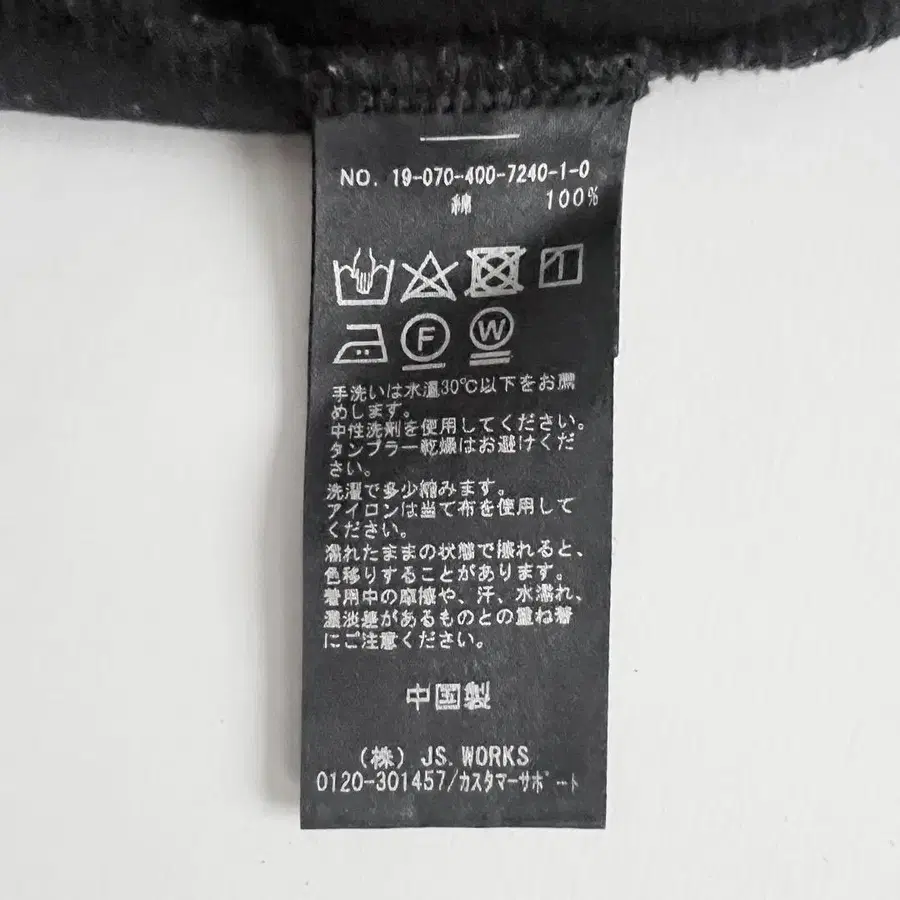 NO. 19-070-400-7240-1-0
綿 100%
F W
手洗いは水温30℃以下をお薦
めします。
中性洗剤を使用してください。
タンブラー乾燥はお避けくだ
さい。
洗濯で多少縮みます。
アイロンは当て布を使用して
ください。
濡れたままの状態で擦れると、
色移りすることがあります。
着用中の摩擦や、汗、水濡れ、
濃淡差があるものとの重ね着
にご注意ください。
中国製
(株) JS.WORKS
0120-301457/カスタマーサポート